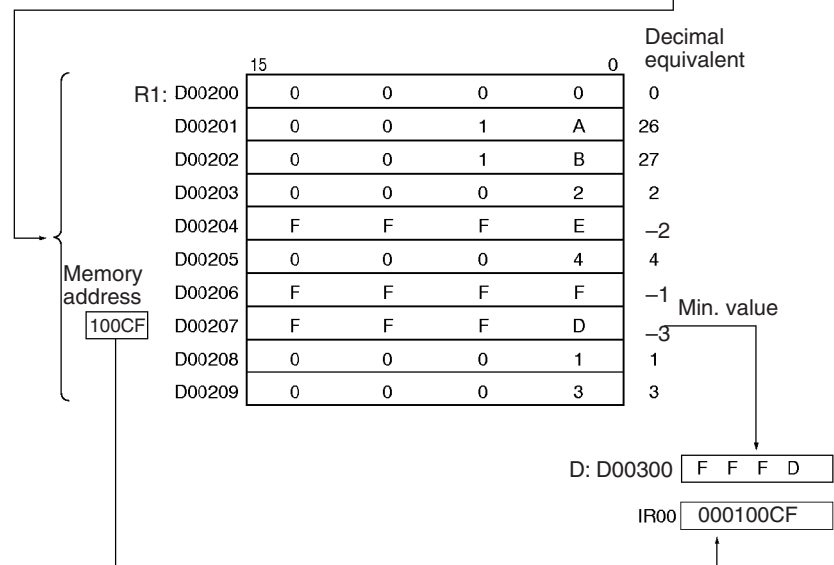 Decimal
equivalent
15 0
R1: D00200 0 0 0 0 0
D00201 0 0 1 A 26
D00202 0 0 1 B 27
D00203 0 0 0 2 2
D00204 F F F E –2
D00205 0 0 0 4 4
Memory
address
D00206 F F F F –1
Min. value
100CF D00207 F F F D –3
D00208 0 0 0 1 1
D00209 0 0 0 3 3
D: D00300 F F F D
IR00 000100CF